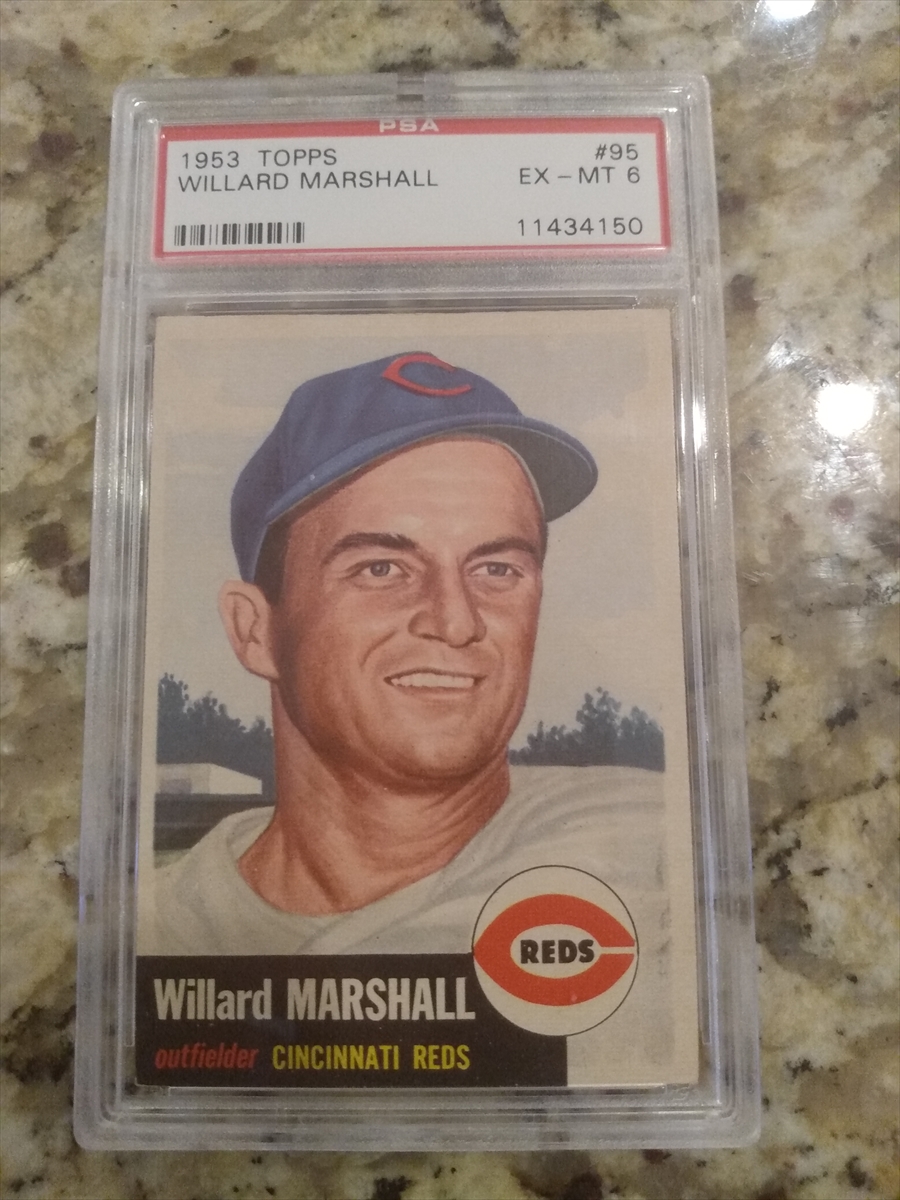 PSA
1953 TOPPS #95
WILLARD MARSHALL EX - MT 6
11434150
C
REDS
Willard MARSHALL
outfielder CINCINNATI REDS